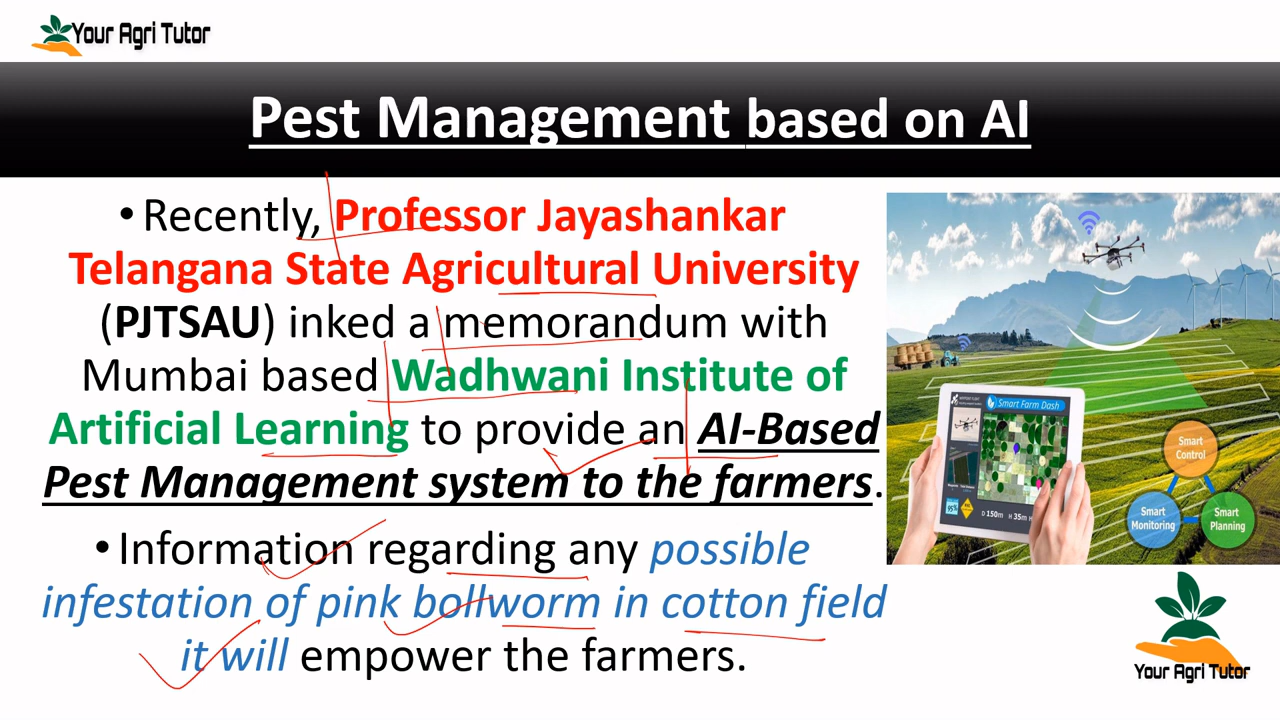 Your Agri Tutor
Pest Management based on AI
• Recently, Professor Jayashankar
Telangana State Agricultural University
(PJTSAU) inked a memorandum with
Mumbai based Wadhwani Institute of
Artificial Learning to provide an AI-Based
Pest Management system to the farmers.
• Information regarding any possible
infestation of pink bollworm in cotton field
it will empower the farmers.
Smart Farm Dash
95%
D 150m H 35m
Smart
Control
Smart
Monitoring
Smart
Planning
Your Agri Tutor